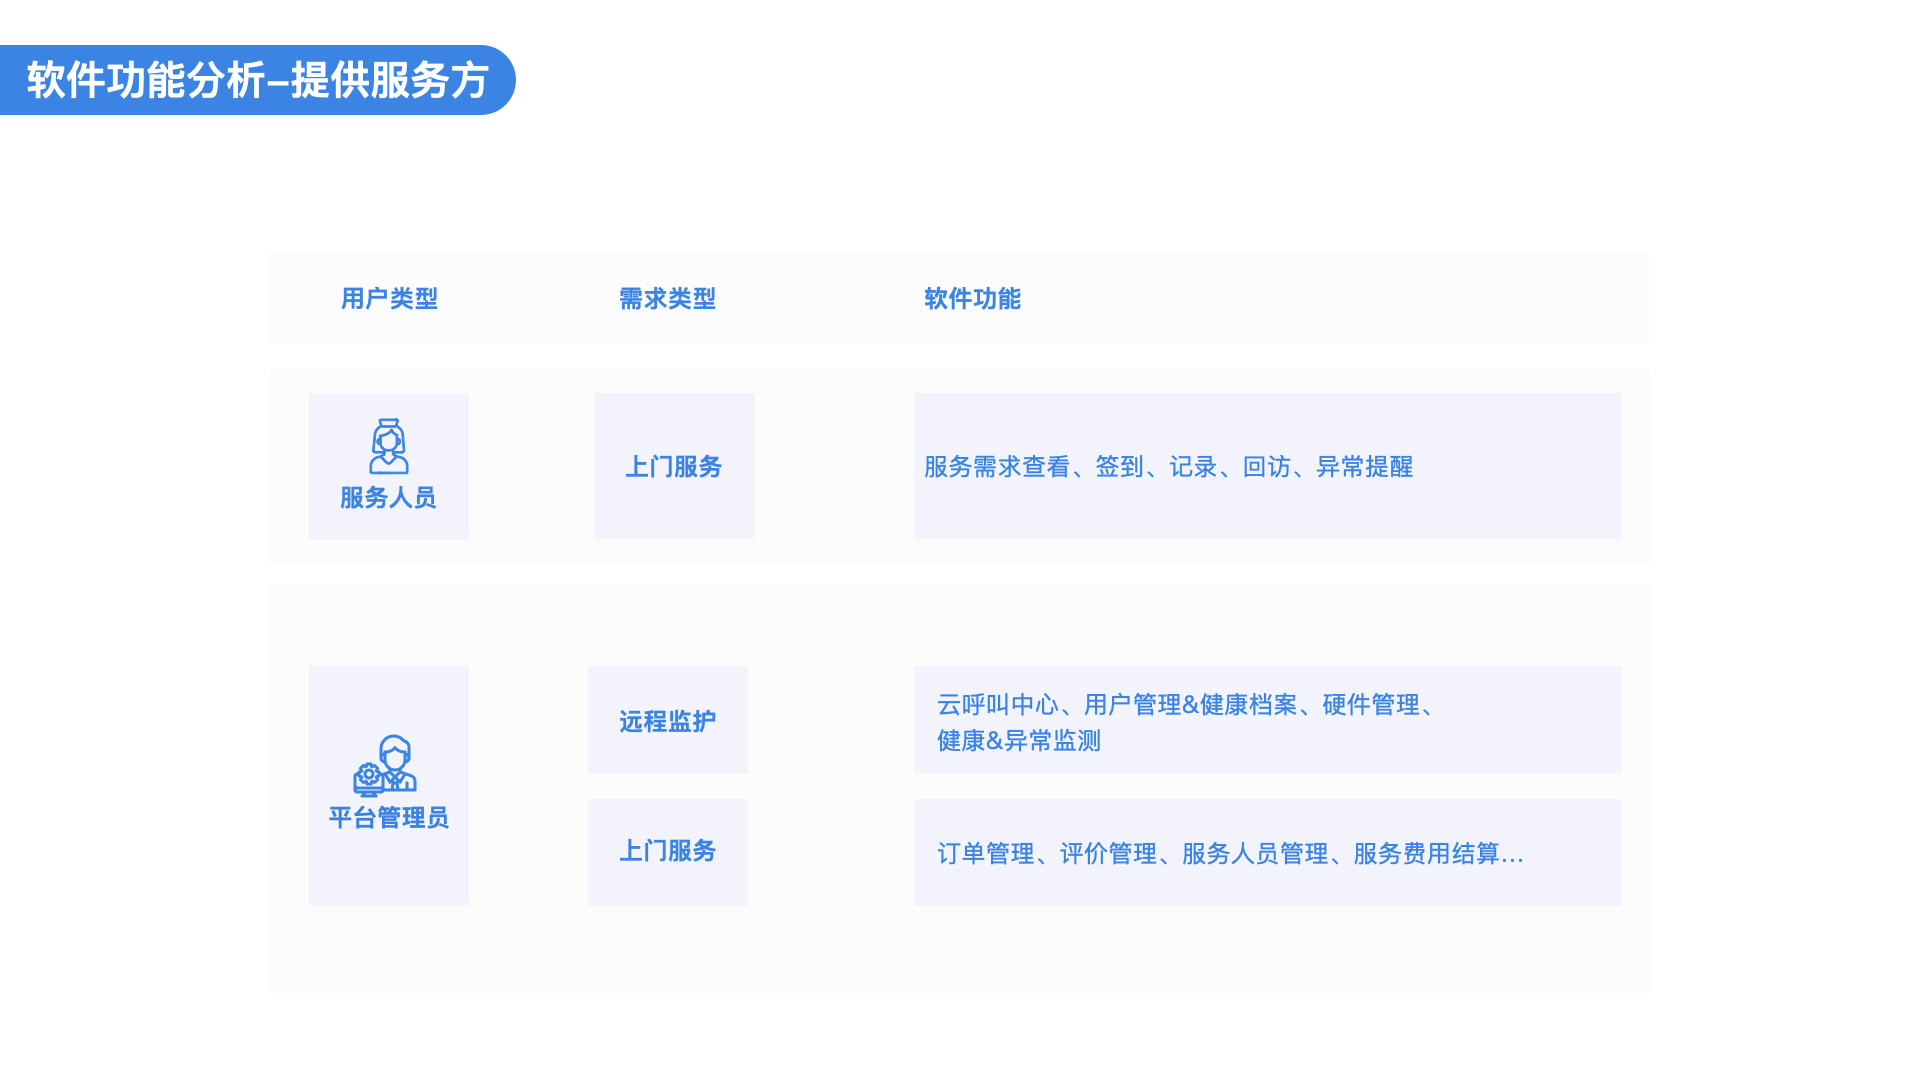 软件功能分析–提供服务方
用户类型
需求类型
软件功能
服务人员
上门服务
服务需求查看、签到、记录、回访、异常提醒
平台管理员
远程监护
云呼叫中心、用户管理&健康档案、硬件管理、
健康&异常监测
上门服务
订单管理、评价管理、服务人员管理、服务费用结算...